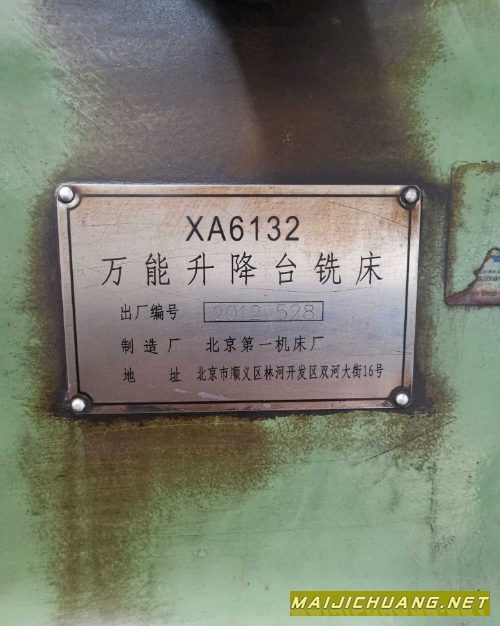 XA6132
万能升降台铣床
出厂编号 2012 528
制造厂 北京第一机床厂
地址 北京市顺义区林河开发区双河大街16号
MAIJICHUANG.NET